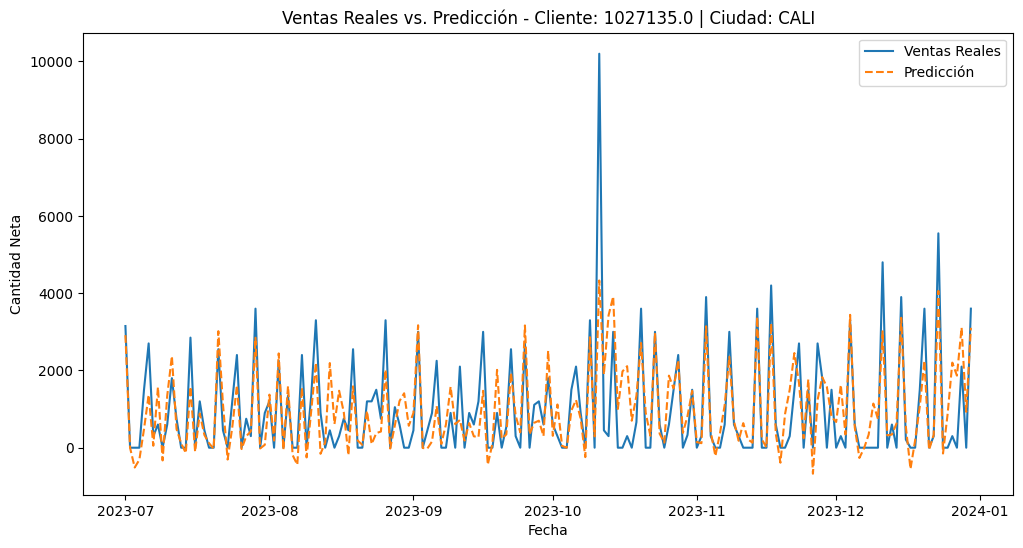 Ventas Reales vs. Predicción - Cliente: 1027135.0 | Ciudad: CALI
Ventas Reales
Predicción
Cantidad Neta
10000
8000
6000
4000
2000
0
2023-07
2023-08
2023-09
2023-10
2023-11
2023-12
2024-01
Fecha